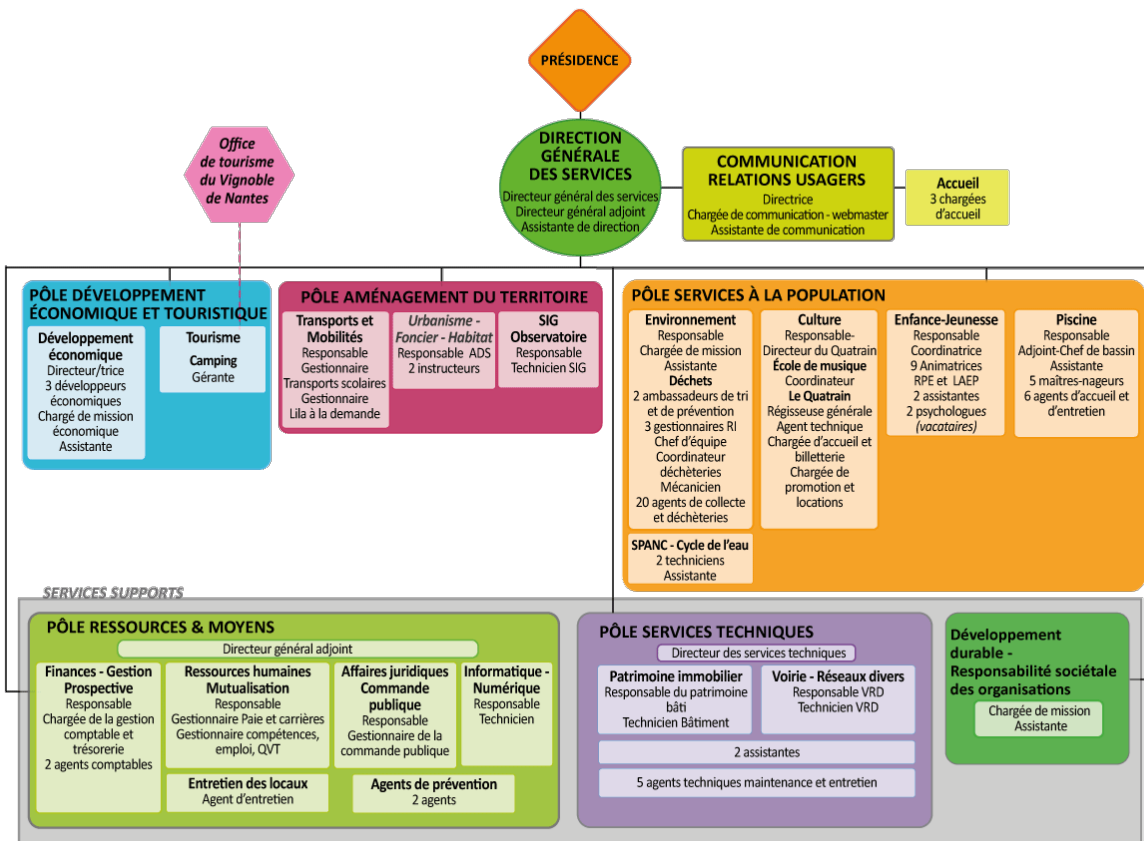 PRÉSIDENCE
Office
de tourisme
du Vignoble
de Nantes
DIRECTION
GÉNÉRALE
DES SERVICES
Directeur général des services
Directeur général adjoint
Assistante de direction
COMMUNICATION
RELATIONS USAGERS
Directrice
Chargée de communication - webmaster
Assistante de communication
Accueil
3 chargées
d'accueil
PÔLE DÉVELOPPEMENT
ÉCONOMIQUE ET TOURISTIQUE
Développement
économique
Directeur/trice
3 développeurs
économiques
Chargé de mission
économique
Assistante
Tourisme
Camping
Gérante
PÔLE AMÉNAGEMENT DU TERRITOIRE
Transports et
Mobilités
Responsable
Gestionnaire
Transports scolaires
Gestionnaire
Lila à la demande
Urbanisme -
Foncier - Habitat
Responsable ADS
2 instructeurs
SIG
Observatoire
Responsable
Technicien SIG
PÔLE SERVICES À LA POPULATION
Environnement
Responsable
Chargée de mission
Assistante
Déchets
2 ambassadeurs de tri
et de prévention
3 gestionnaires RI
Chef d'équipe
Coordinateur
déchèteries
Mécanicien
20 agents de collecte
et déchèteries
SPANC - Cycle de l'eau
2 techniciens
Assistante
Culture
Responsable-
Directeur du Quatrain
École de musique
Coordinateur
Le Quatrain
Régisseuse générale
Agent technique
Chargée d'accueil et
billetterie
Chargée de
promotion et
locations
Enfance-Jeunesse
Responsable
Coordinatrice
9 Animatrices
RPE et LAEP
2 assistantes
2 psychologues
(vacataires)
Piscine
Responsable
Adjoint-Chef de bassin
Assistante
5 maîtres-nageurs
6 agents d'accueil et
d'entretien
SERVICES SUPPORTS
PÔLE RESSOURCES & MOYENS
Directeur général adjoint
Finances - Gestion
Prospective
Responsable
Chargée de la gestion
comptable et
trésorerie
2 agents comptables
Ressources humaines
Mutualisation
Responsable
Gestionnaire Paie et carrières
Gestionnaire compétences,
emploi, QVT
Affaires juridiques
Commande
publique
Responsable
Gestionnaire de la
commande publique
Informatique -
Numérique
Responsable
Technicien
Entretien des locaux
Agent d'entretien
Agents de prévention
2 agents
PÔLE SERVICES TECHNIQUES
Directeur des services techniques
Patrimoine immobilier
Responsable du patrimoine
bâti
Technicien Bâtiment
Voirie - Réseaux divers
Responsable VRD
Technicien VRD
2 assistantes
5 agents techniques maintenance et entretien
Développement
durable -
Responsabilité sociétale
des organisations
Chargée de mission
Assistante